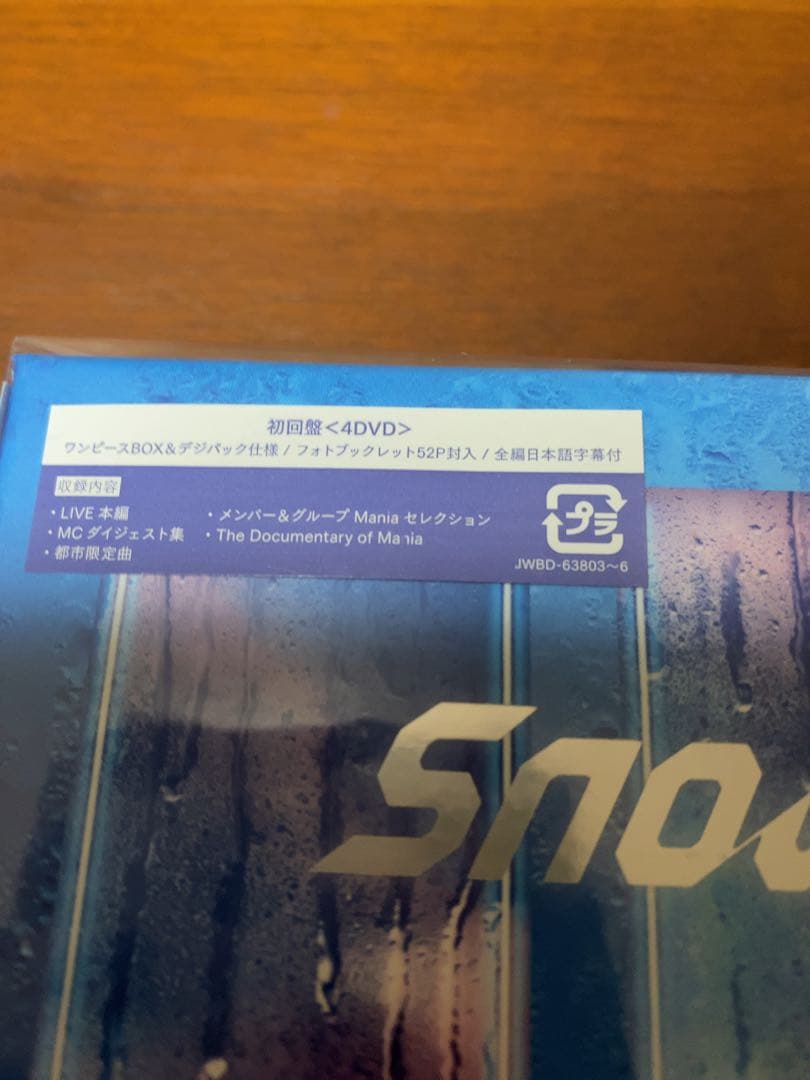 初回盤<4DVD>
ワンピースBOX&デジパック仕様 / フォトブックレット52P封入 / 全編日本語字幕付
収録内容
・LIVE 本編
・MC ダイジェスト集
・都市限定曲
・メンバー&グループ Mania セレクション
・The Documentary of Mania
プラ
JWBD-63803〜6
Sno